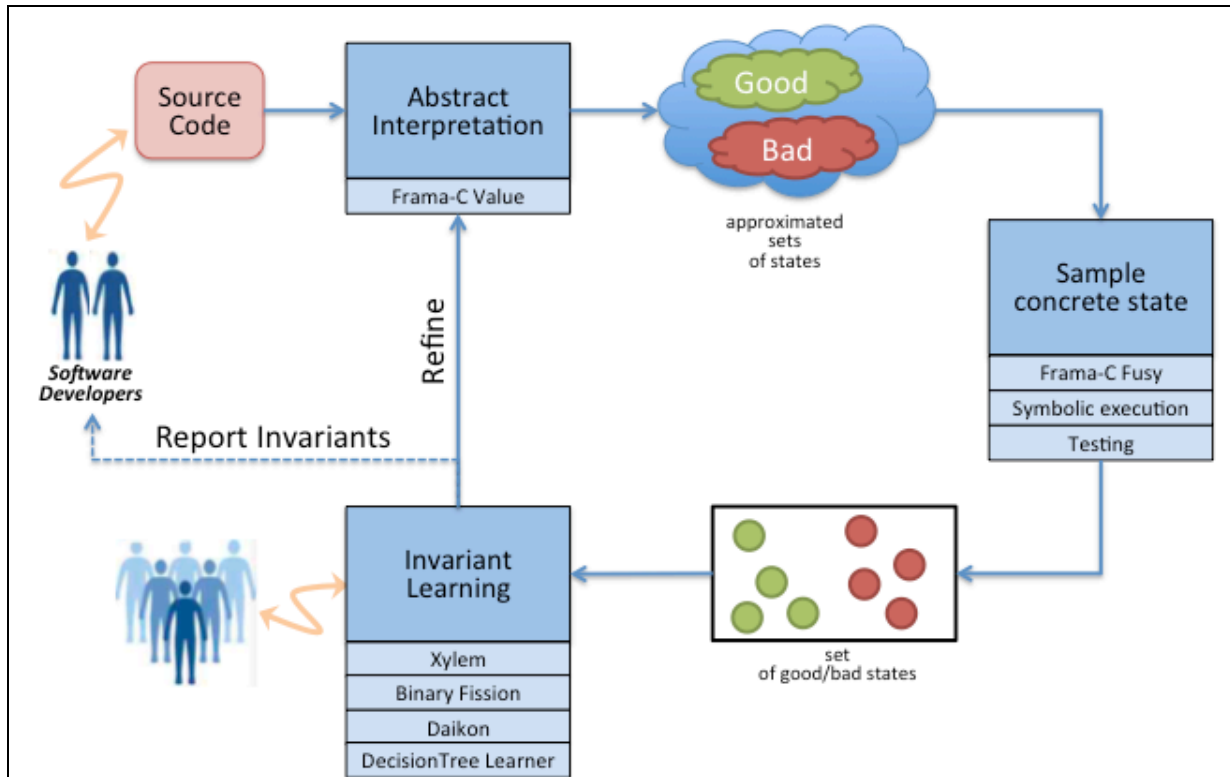 Source
Code
Abstract
Interpretation
Frama-C Value
Good
Bad
approximated
sets
of states
Sample
concrete state
Frama-C Fusy
Symbolic execution
Testing
Software
Developers
Refine
Report Invariants
Invariant
Learning
Xylem
Binary Fission
Daikon
DecisionTree Learner
set
of good/bad states